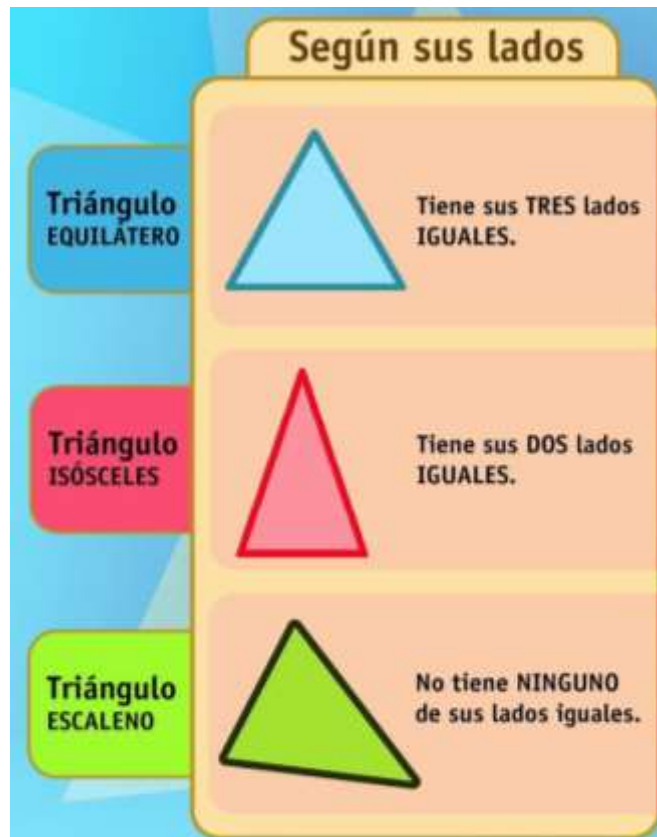 Según sus lados
Triángulo
EQUILÁTERO
Tiene sus TRES lados
IGUALES.
Triángulo
ISÓSCELES
Tiene sus DOS lados
IGUALES.
Triángulo
ESCALENO
No tiene NINGUNO
de sus lados iguales.